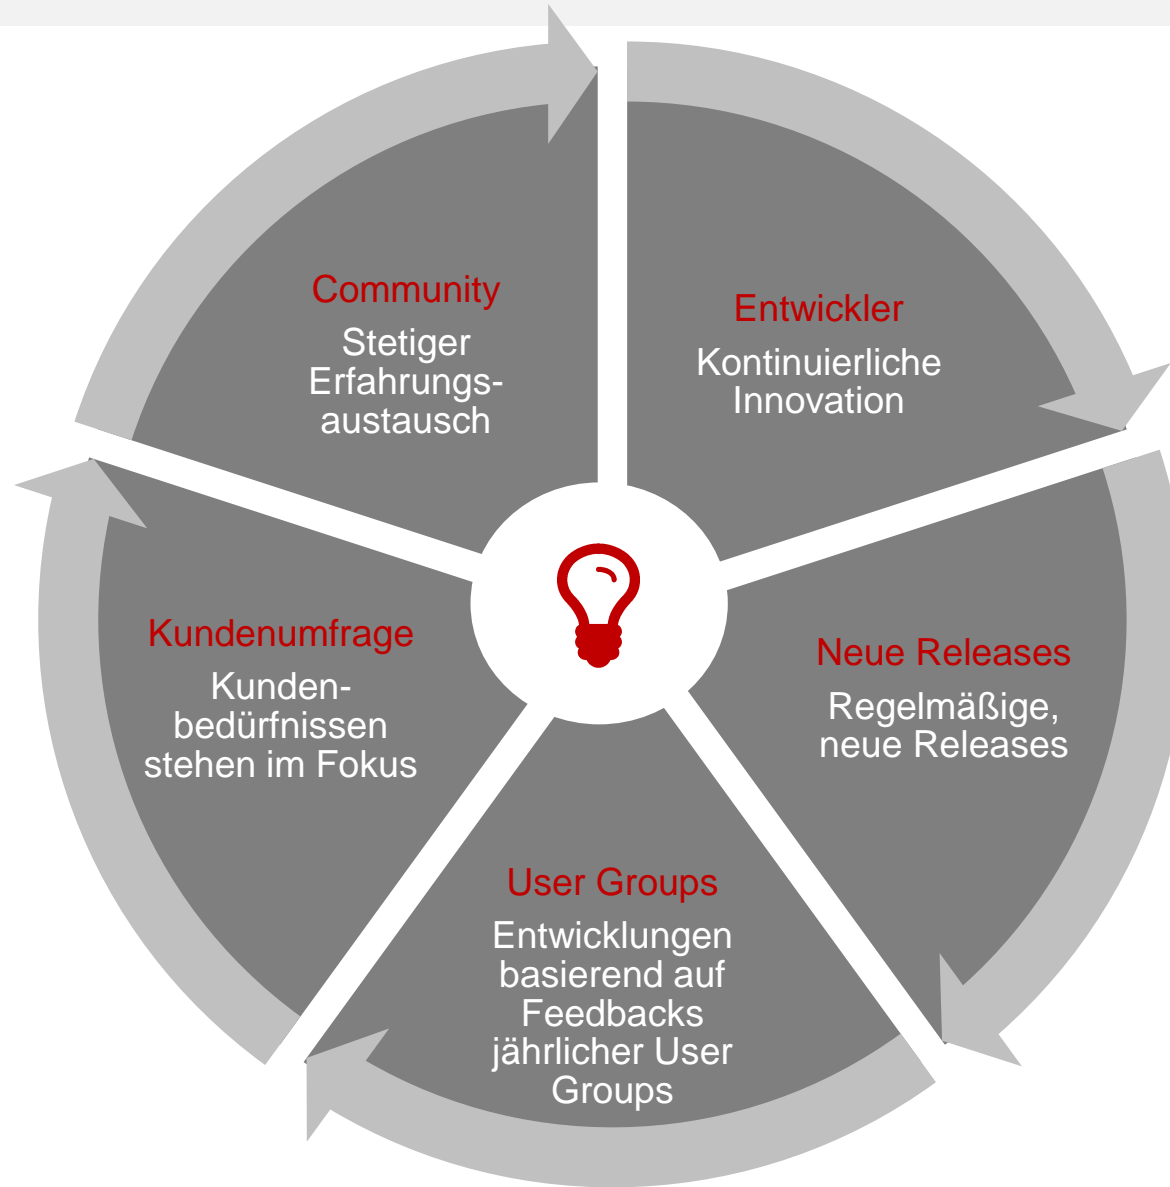 Community
Stetiger
Erfahrungs-
austausch
Entwickler
Kontinuierliche
Innovation
Neue Releases
Regelmäßige,
neue Releases
User Groups
Entwicklungen
basierend auf
Feedbacks
jährlicher User
Groups
Kundenumfrage
Kunden-
bedürfnissen
stehen im Fokus